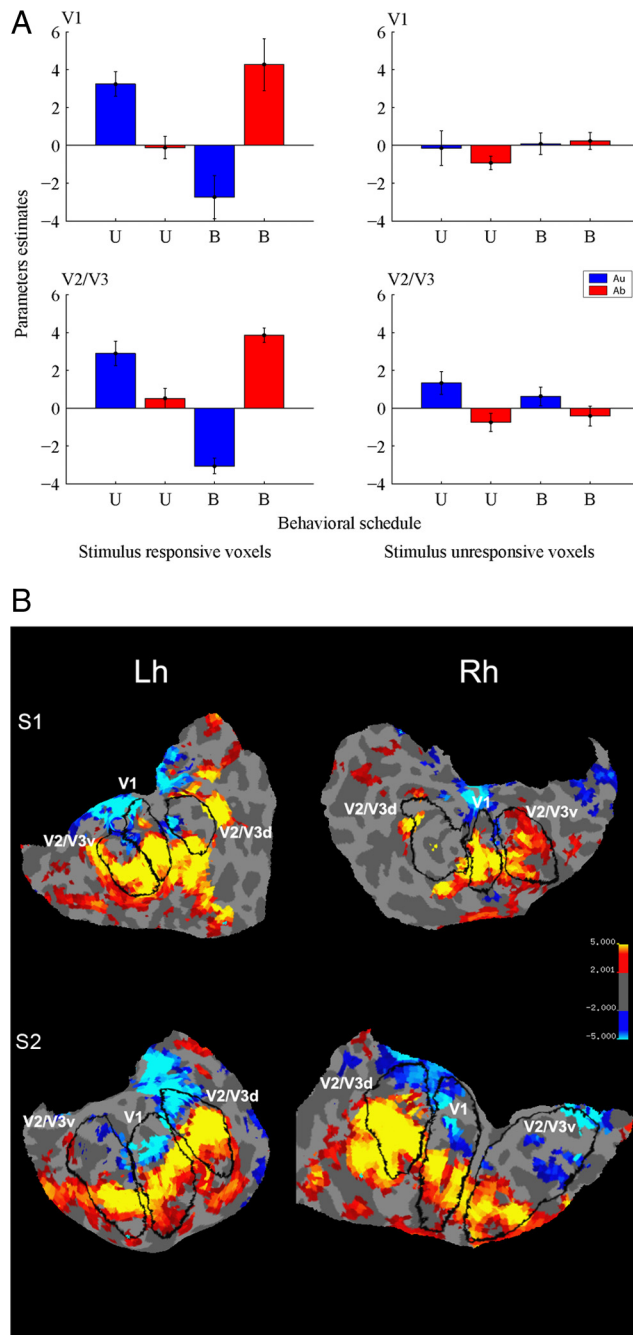 A
V1
6
4
2
0
−2
4
U U B B
6
4
2
0
−2
−4
U U B B
Parameters estimates
V2/V3
6
4
2
0
−2
−4
U U B B
Au
Ab
6
4
2
0
−2
−4
U U B B
Behavioral schedule
Stimulus responsive voxels Stimulus unresponsive voxels
B
Lh Rh
S1
V1
V2/V3v
V2/V3d
V2/V3d
V1
V2/V3v
5.000
2.001
-2.000
-5.000
S2
V2/V3v
V1
V2/V3d
V2/V3d
V1
V2/V3v